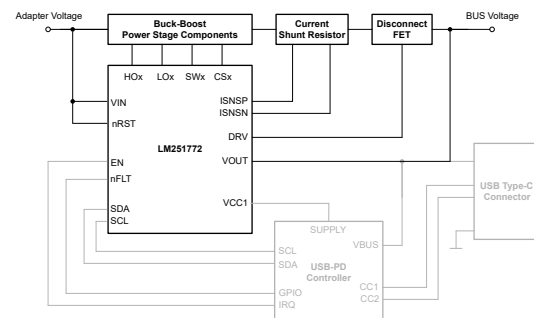 Adapter Voltage
BUS Voltage
Buck-Boost
Power Stage Components
Current
Shunt Resistor
Disconnect
FET
HOx
LOx
SWx
CSx
VIN
nRST
EN
nFLT
SDA
SCL
LM251772
ISNSP
ISNSN
DRV
VOUT
VCC1
SUPPLY
SCL
SDA
GPIO
IRQ
USB-PD
Controller
VBUS
CC1
CC2
USB Type-C
Connector